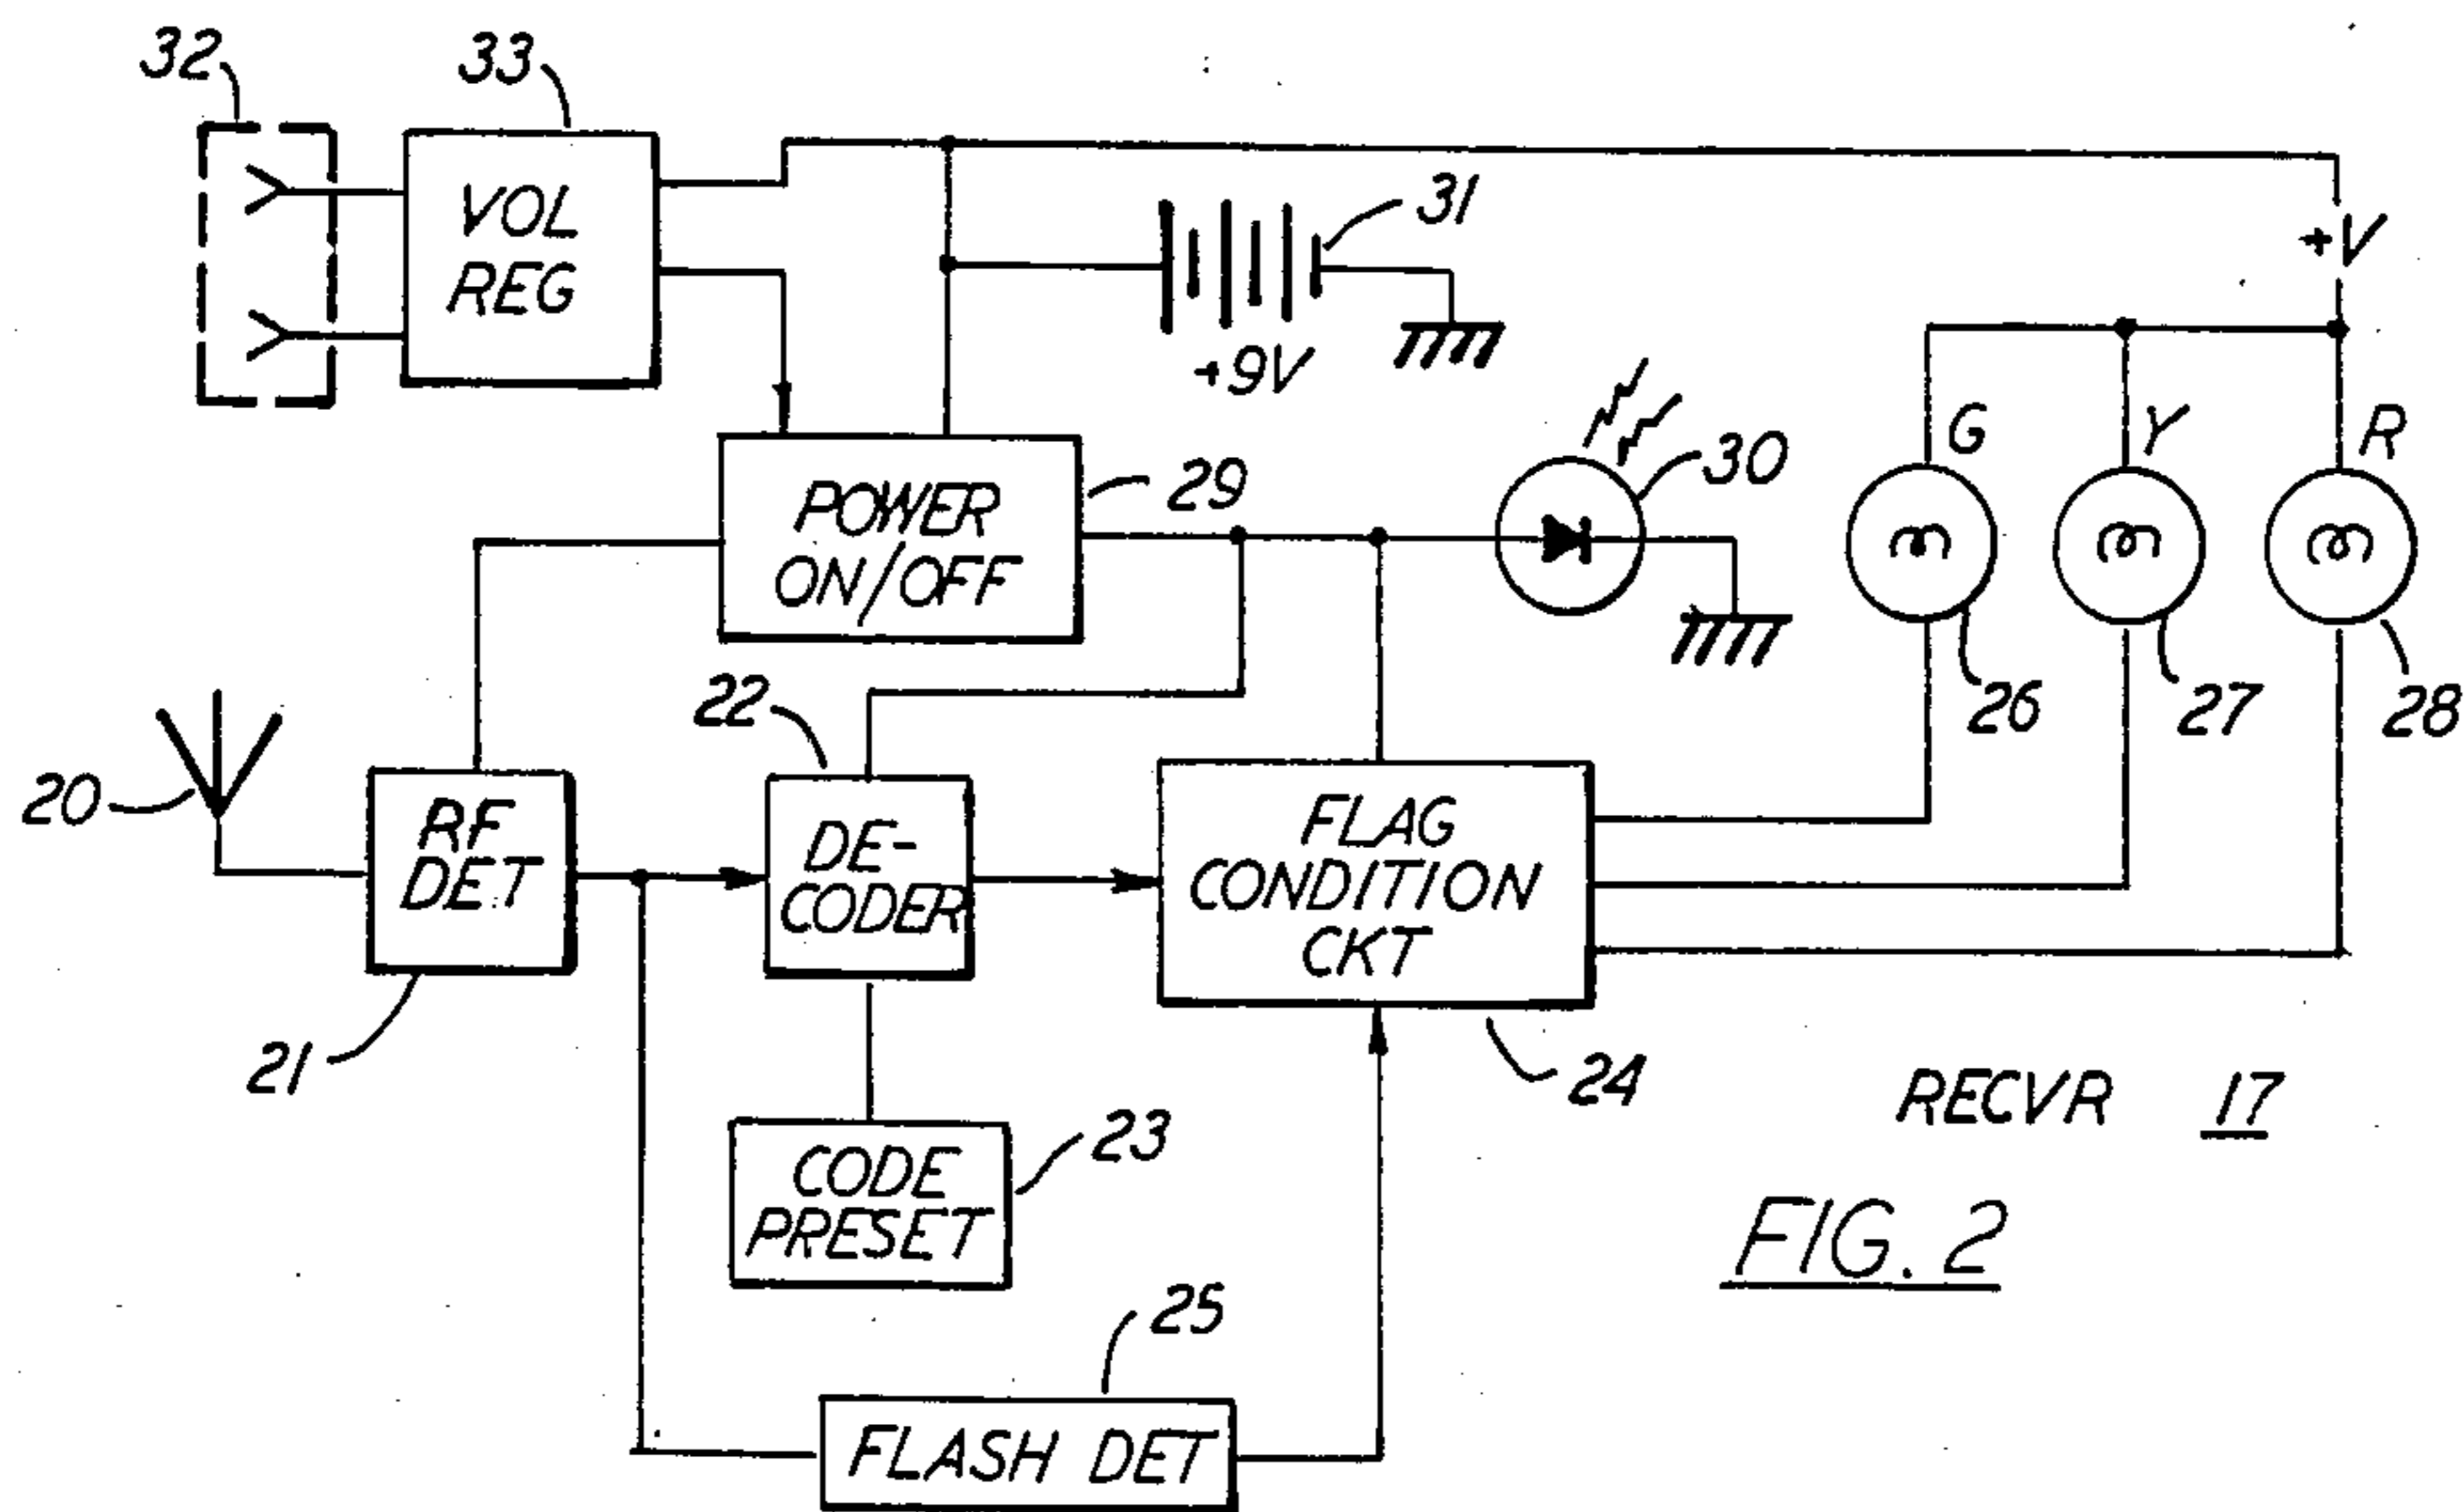 32
33
VOL
REG
31
+9V
+V
G
Y
R
POWER
ON/OFF
29
30
26
27
28
20
RF
DET
21
22
DE-
CODER
FLAG
CONDITION
CKT
24
CODE
PRESET
23
25
FLASH DET
RECVR 17
FIG. 2